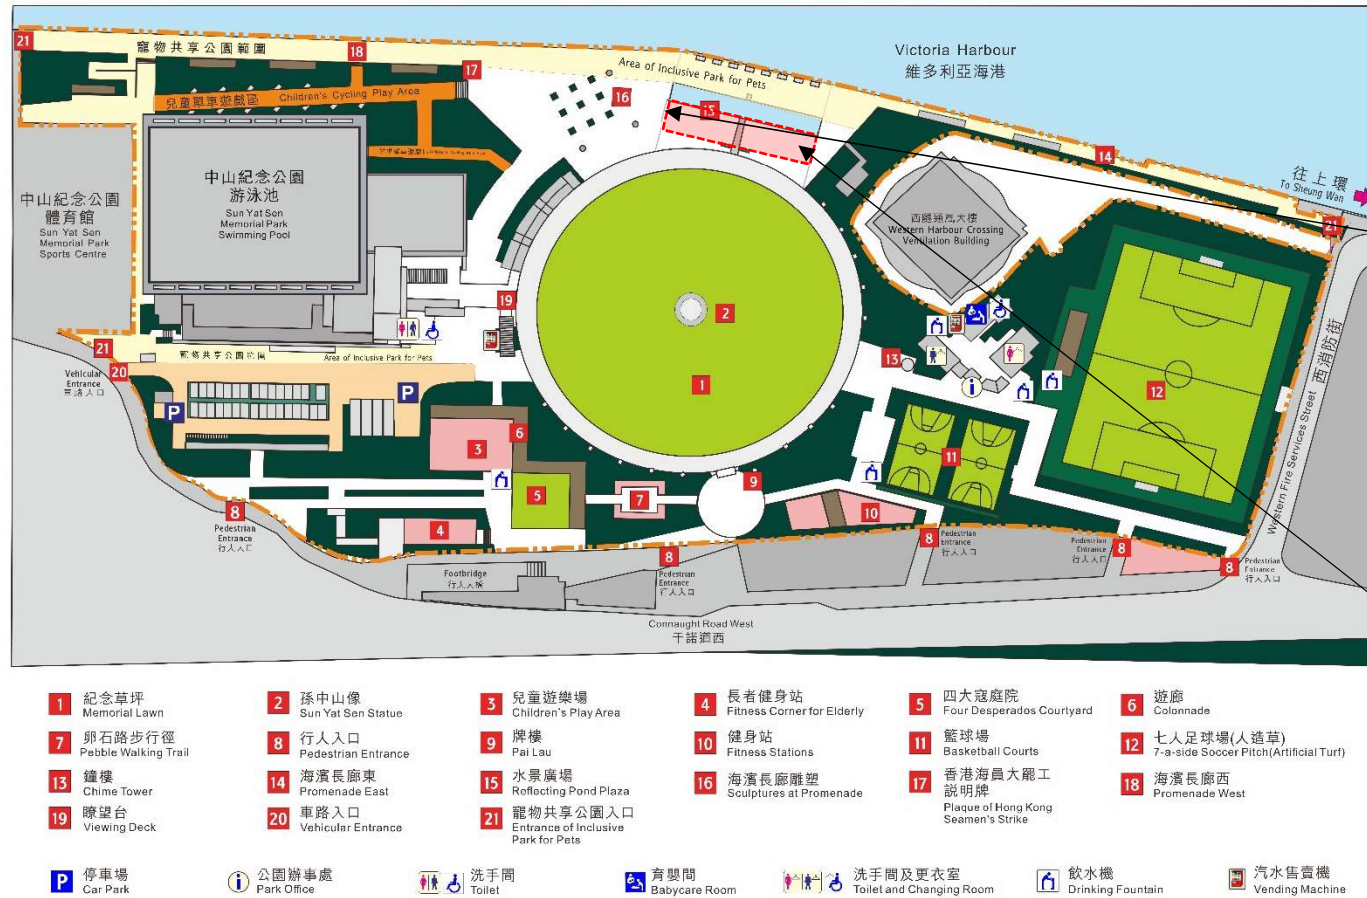 21
寵物共享公園範圍
18
17
兒童單車遊戲區 Children's Cycling Play Area
16
Area of Inclusive Park for Pets
15
Victoria Harbour
維多利亞海港
14
往上環
To Sheung Wan
21
中山紀念公園
體育館
Sun Yat Sen
Memorial Park
Sports Centre
中山紀念公園
游泳池
Sun Yat Sen
Memorial Park
Swimming Pool
西隧通風大樓
Western Harbour Crossing
Ventilation Building
19
2
1
13
12
西消防街
Western Fire Services Street
21
Area of Inclusive Park for Pets
20
Vehicular
Entrance
車路入口
P
P
3
6
5
7
9
11
10
4
8
Pedestrian
Entrance
行人入口
8
Pedestrian
Entrance
行人入口
8
Pedestrian
Entrance
行人入口
8
Pedestrian
Entrance
行人入口
8
Pedestrian
Entrance
行人入口
Footbridge
行人天橋
Connaught Road West
干諾道西
1 紀念草坪
Memorial Lawn
2 孫中山像
Sun Yat Sen Statue
3 兒童遊樂場
Children's Play Area
4 長者健身站
Fitness Corner for Elderly
5 四大寇庭院
Four Desperados Courtyard
6 遊廊
Colonnade
7 卵石路步行徑
Pebble Walking Trail
8 行人入口
Pedestrian Entrance
9 牌樓
Pai Lau
10 健身站
Fitness Stations
11 籃球場
Basketball Courts
12 七人足球場(人造草)
7-a-side Soccer Pitch(Artificial Turf)
13 鐘樓
Chime Tower
14 海濱長廊東
Promenade East
15 水景廣場
Reflecting Pond Plaza
16 海濱長廊雕塑
Sculptures at Promenade
17 香港海員大罷工
說明牌
Plaque of Hong Kong
Seamen's Strike
18 海濱長廊西
Promenade West
19 瞭望台
Viewing Deck
20 車路入口
Vehicular Entrance
21 寵物共享公園入口
Entrance of Inclusive
Park for Pets
P 停車場
Car Park
i 公園辦事處
Park Office
洗手間
Toilet
育嬰間
Babycare Room
洗手間及更衣室
Toilet and Changing Room
飲水機
Drinking Fountain
汽水售賣機
Vending Machine